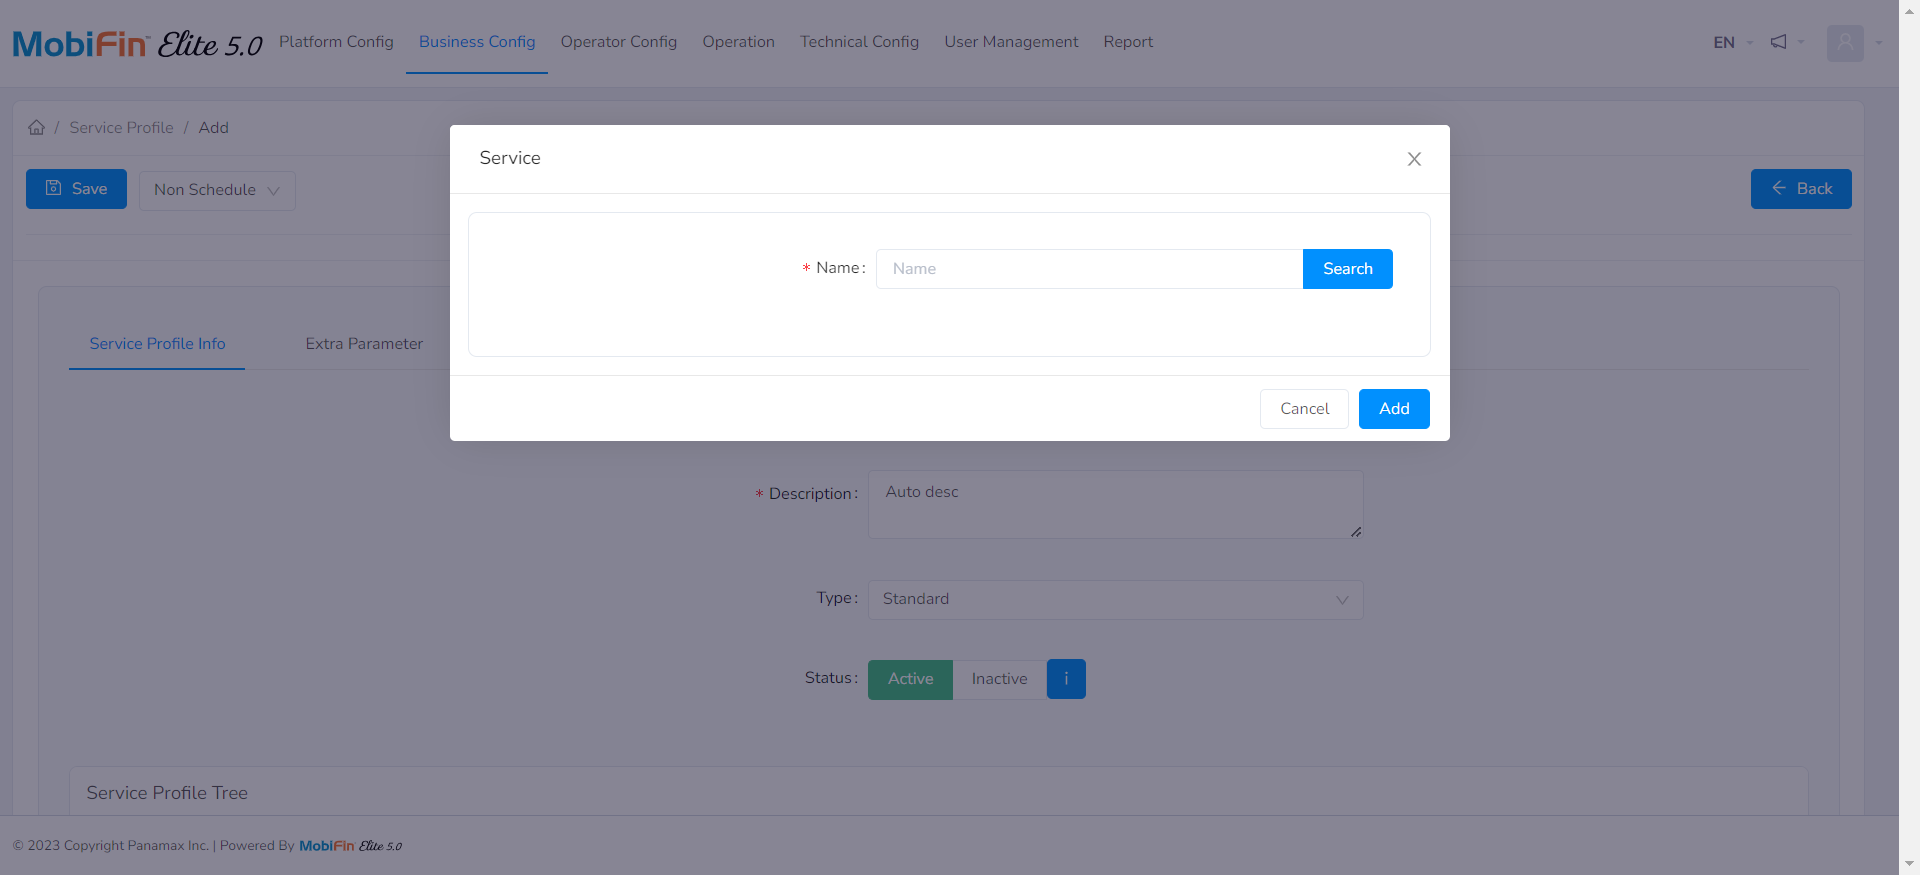 MobiFin™ Elite 5.0 Platform Config Business Config Operator Config Operation Technical Config User Management Report EN
/ Service Profile / Add
Service
Save Non Schedule Back
* Name: Name Search
Service Profile Info Extra Parameter
Cancel Add
* Description: Auto desc
Type: Standard
Status: Active Inactive i
Service Profile Tree
© 2023 Copyright Panamax Inc. | Powered By MobiFin Elite 5.0